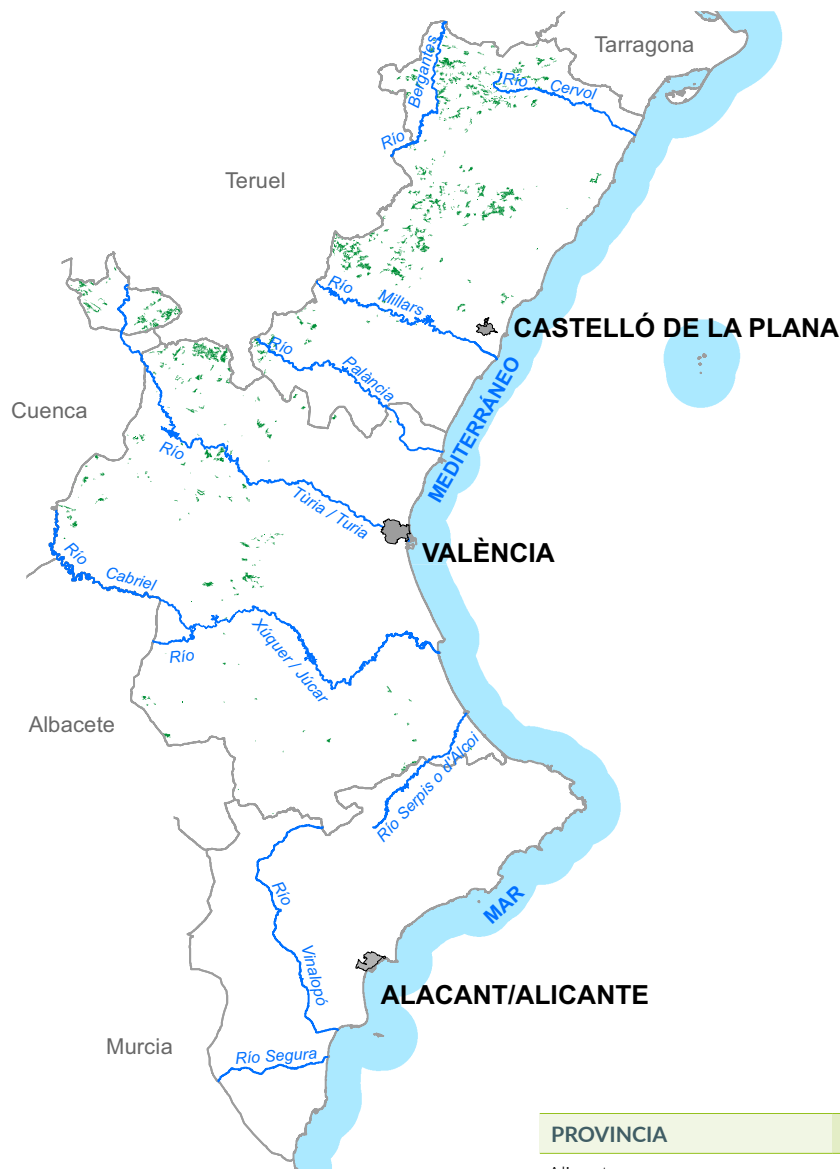 Tarragona
Bergantes
Río
Río Cervol
Teruel
Río Millars
CASTELLÓ DE LA PLANA
Río Palància
Cuenca
MEDITERRÁNEO
Río Túria / Turia
VALÈNCIA
Río Cabriel
Río Xúquer / Júcar
Albacete
Río Serpis o d'Alcoi
Río Vinalopó
MAR
ALACANT/ALICANTE
Murcia
Río Segura
PROVINCIA